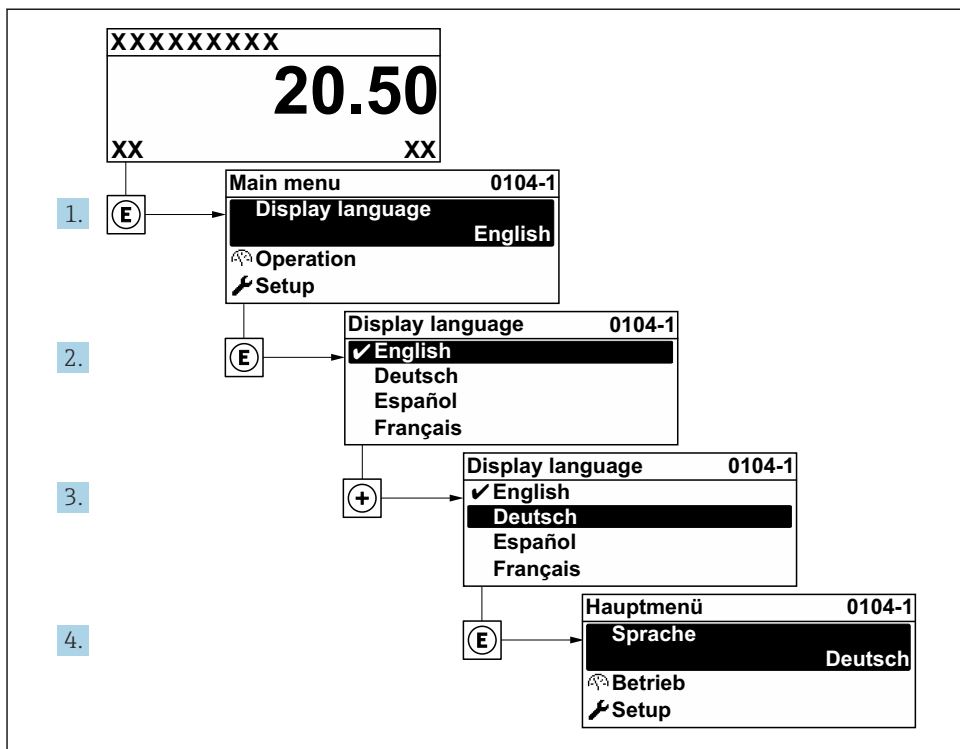 XXXXXXXXX
20.50
XX XX
1. E
Main menu 0104-1
Display language
English
Operation
Setup
2. E
Display language 0104-1
✔ English
Deutsch
Español
Français
3. +
Display language 0104-1
✔ English
Deutsch
Español
Français
4. E
Hauptmenü 0104-1
Sprache
Deutsch
Betrieb
Setup